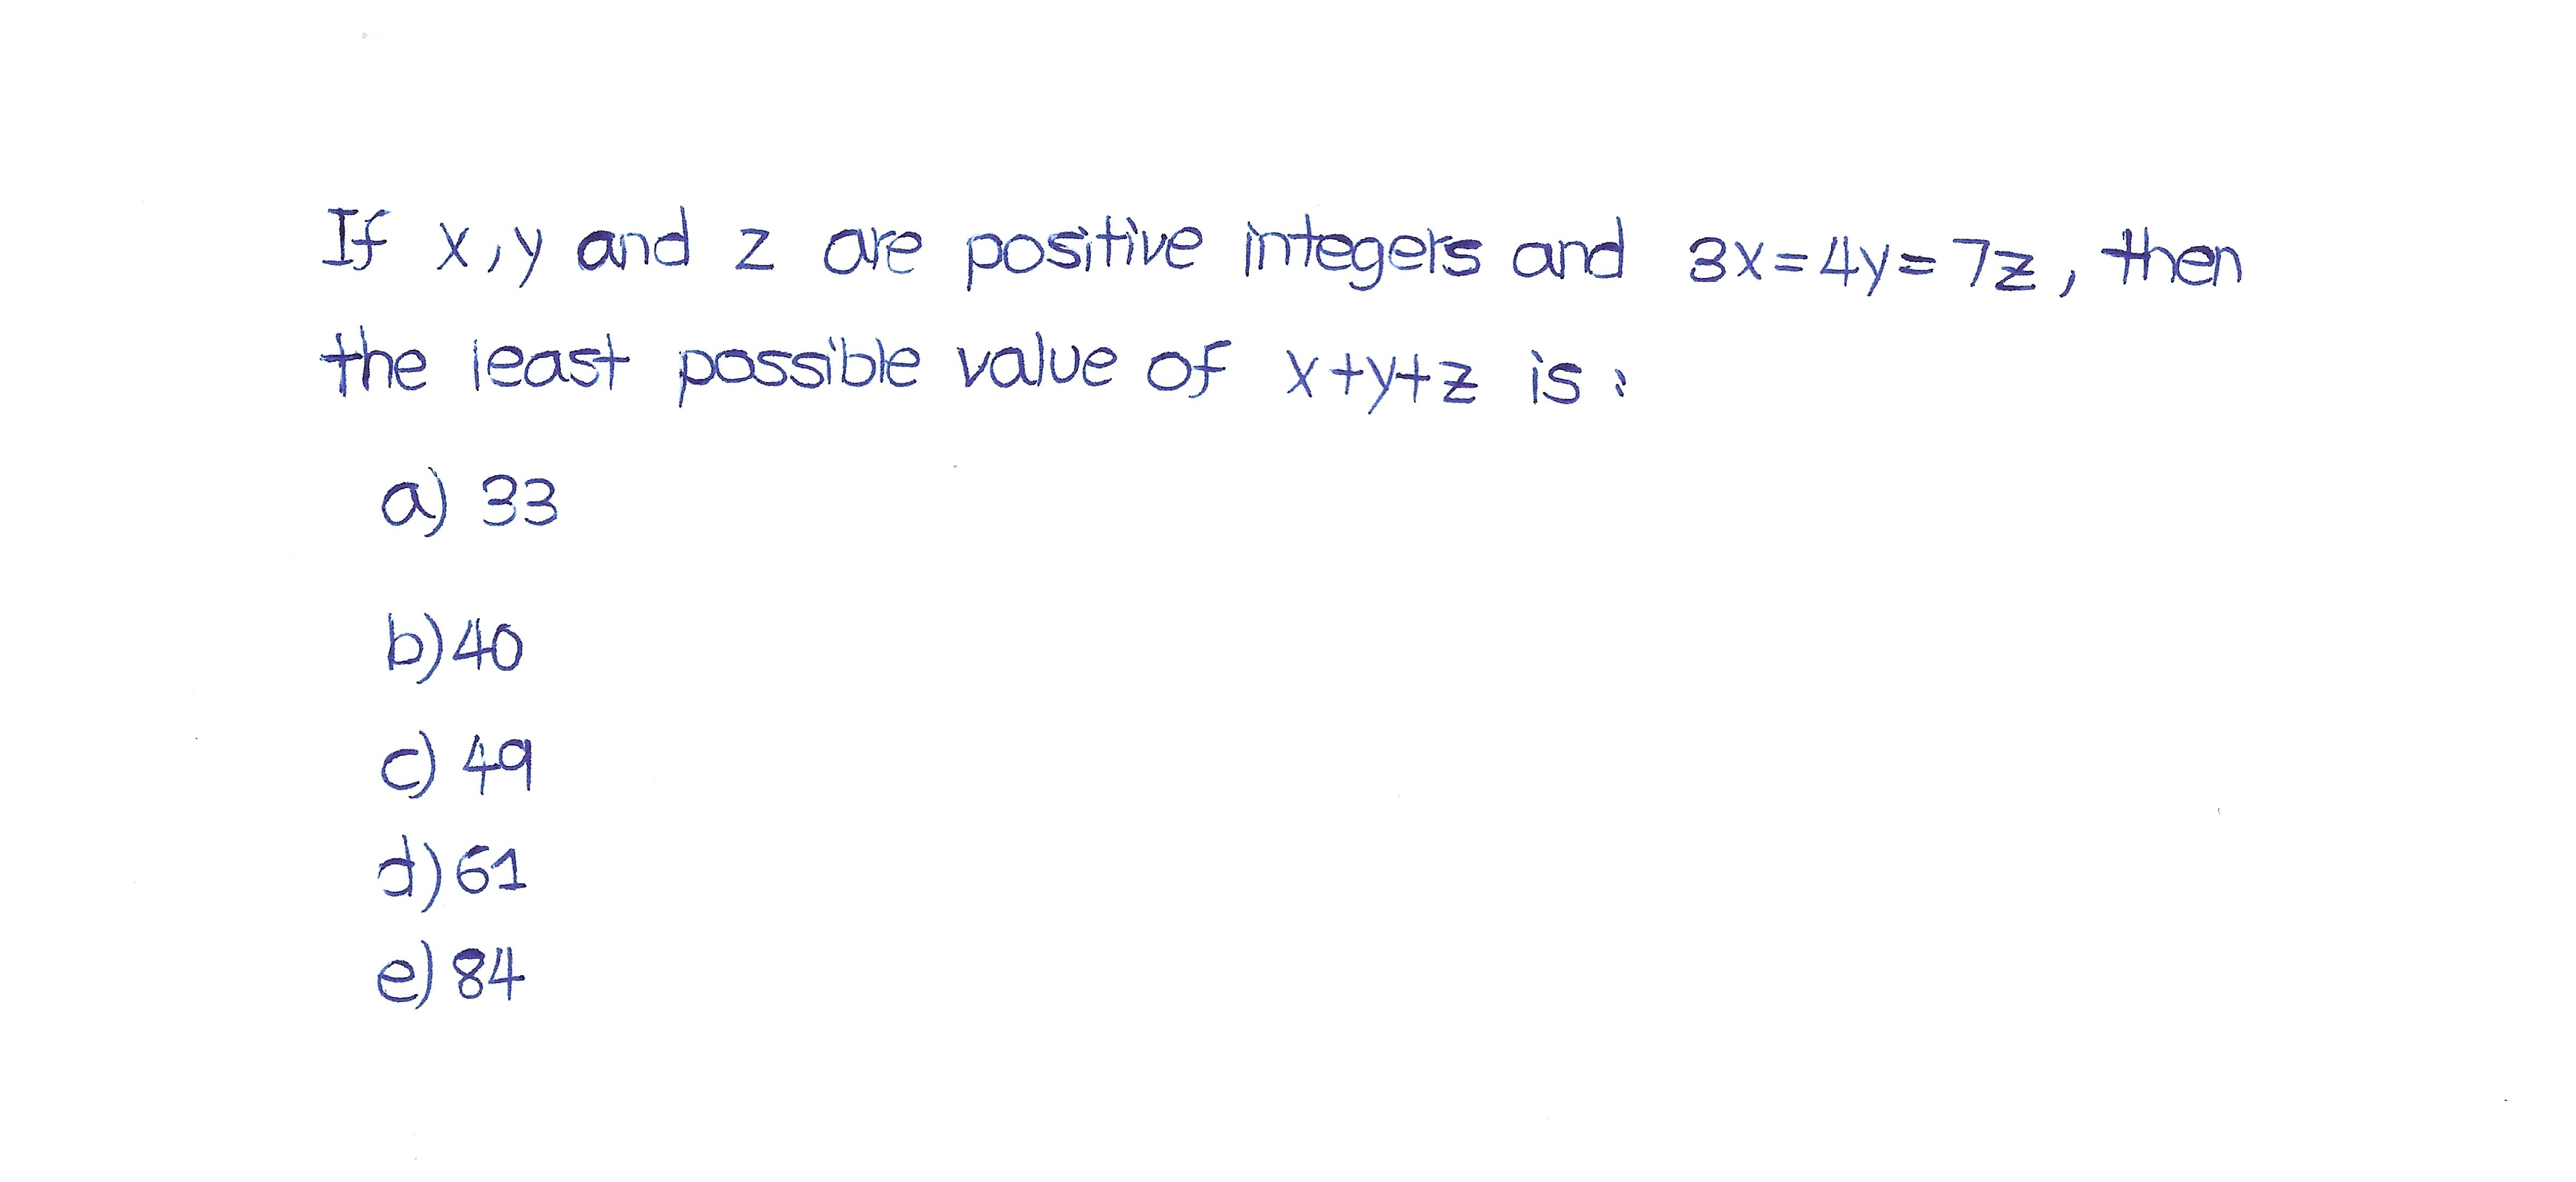 If x, y and z are positive integers and 3x=4y=7z, then
the least possible value of x+y+z is:
a) 33
b) 40
c) 49
d) 61
e) 84